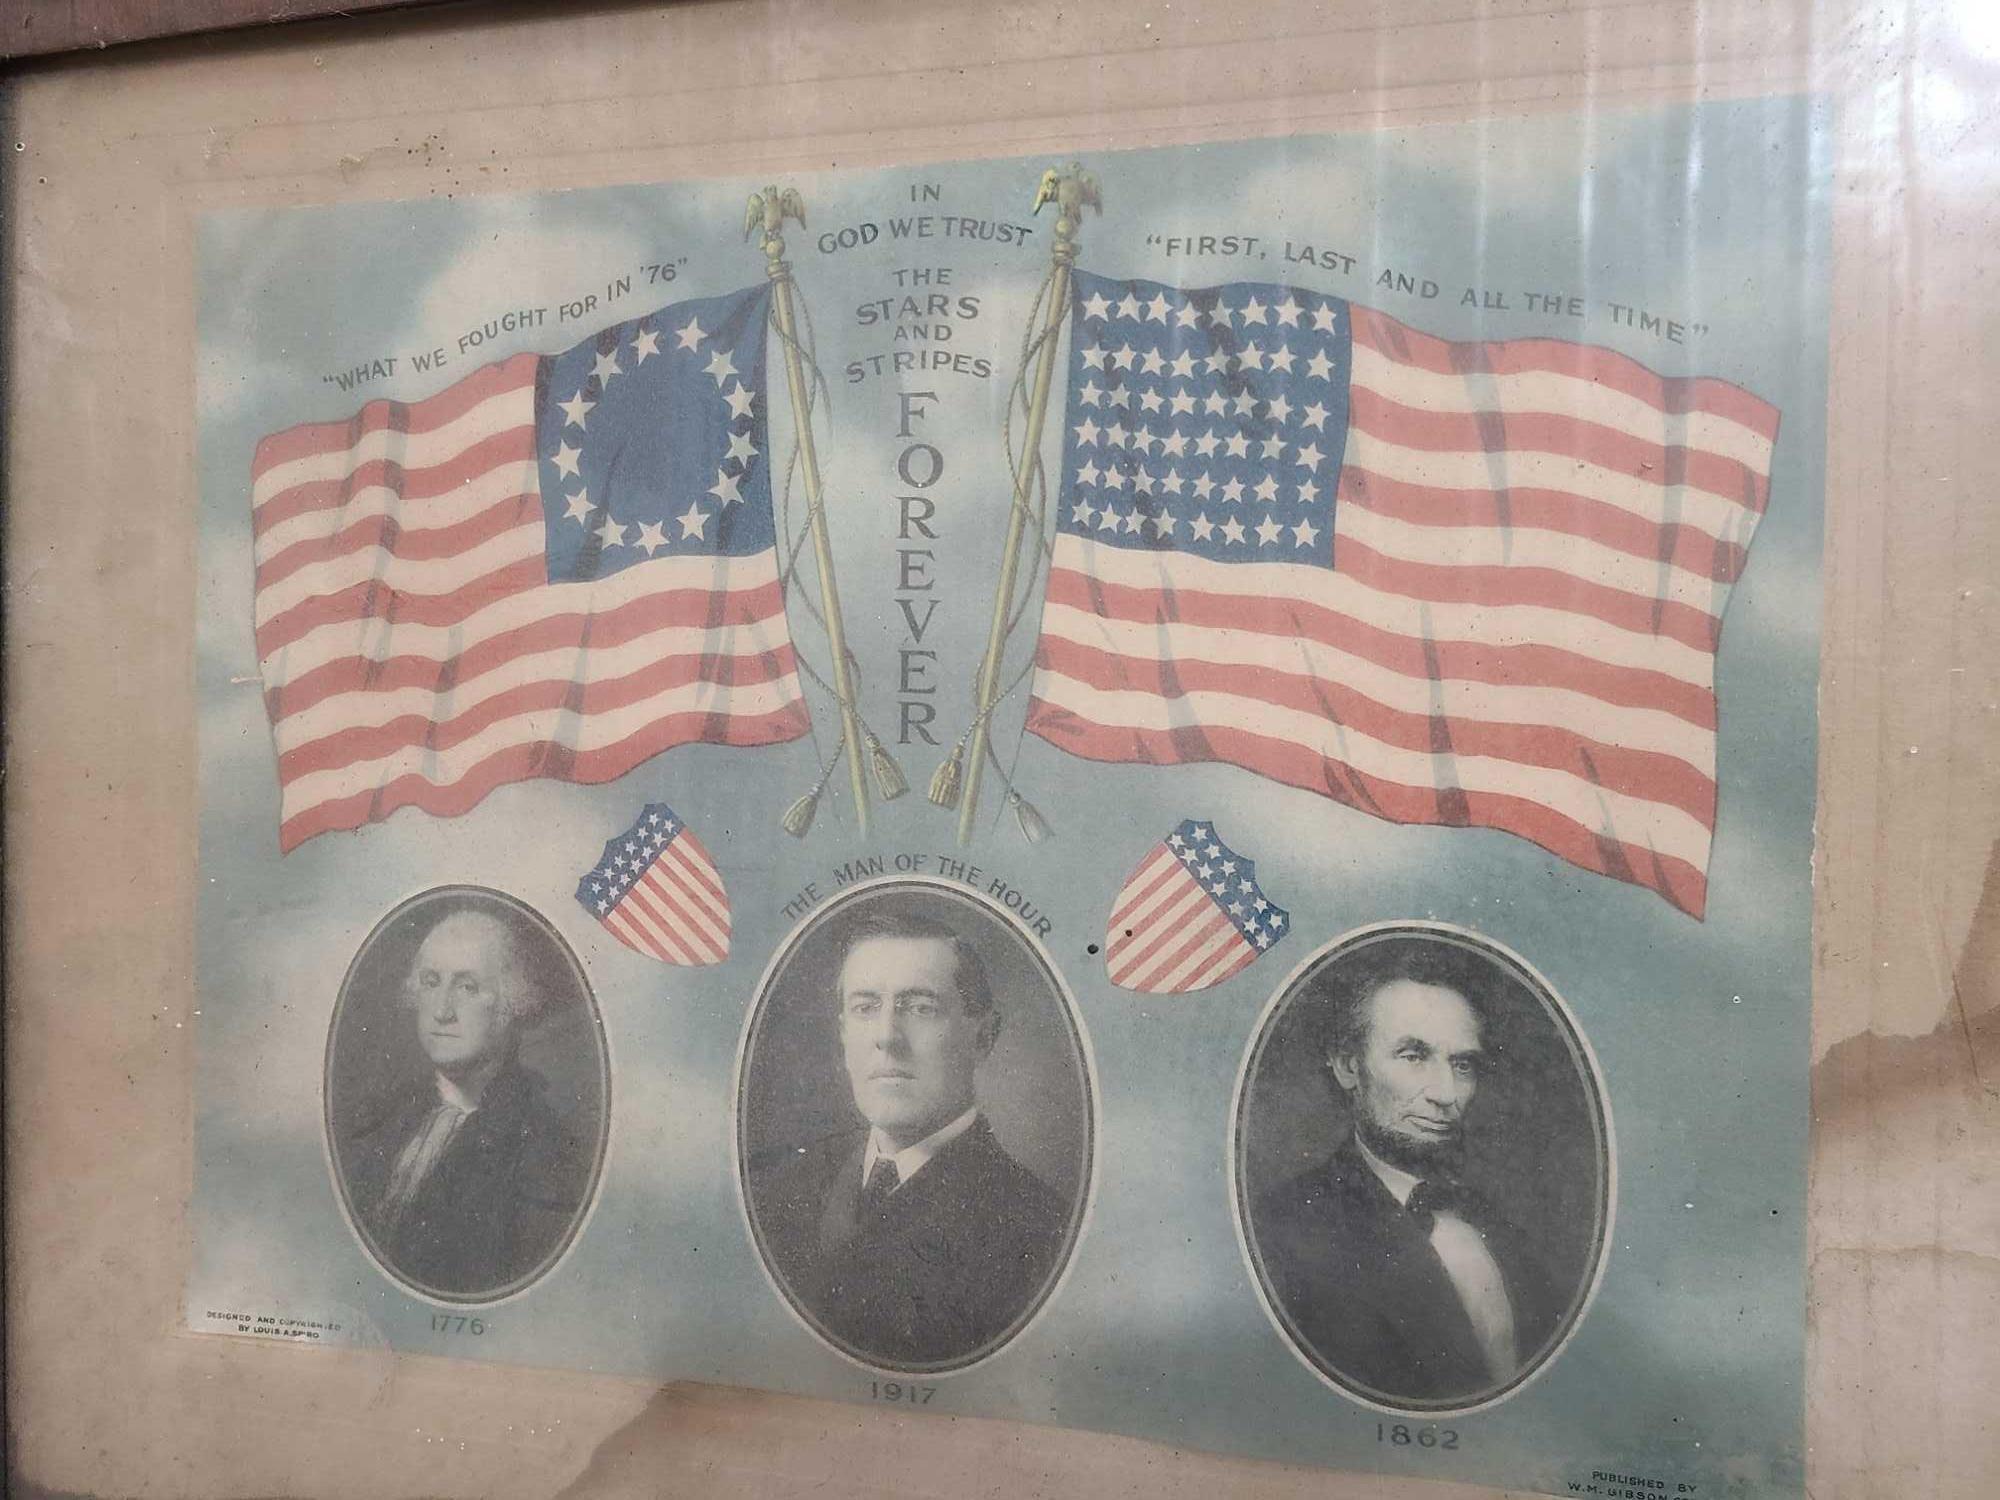 IN
GOD WE TRUST
THE
STARS
AND
STRIPES
FOREVER
"WHAT WE FOUGHT FOR IN '76"
"FIRST, LAST AND ALL THE TIME"
THE MAN OF THE HOUR
1776
1917
1862
DESIGNED AND COPYRIGHTED
BY LOUIS A. SPIRO
PUBLISHED BY
W.M. GIBSON